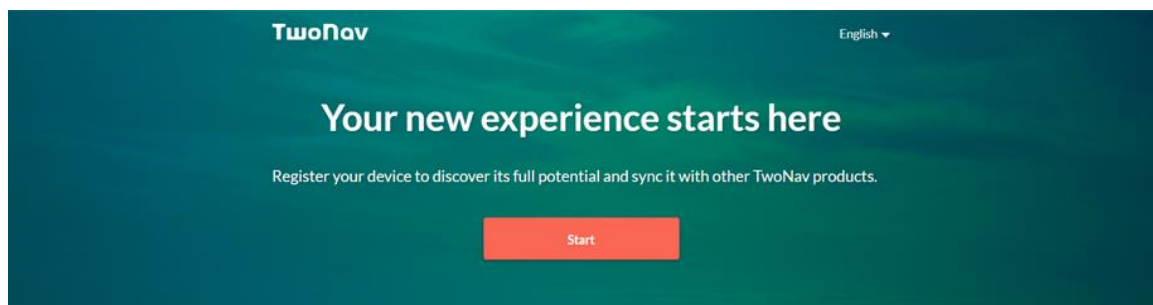 TwoNav
English
Your new experience starts here
Register your device to discover its full potential and sync it with other TwoNav products.
Start